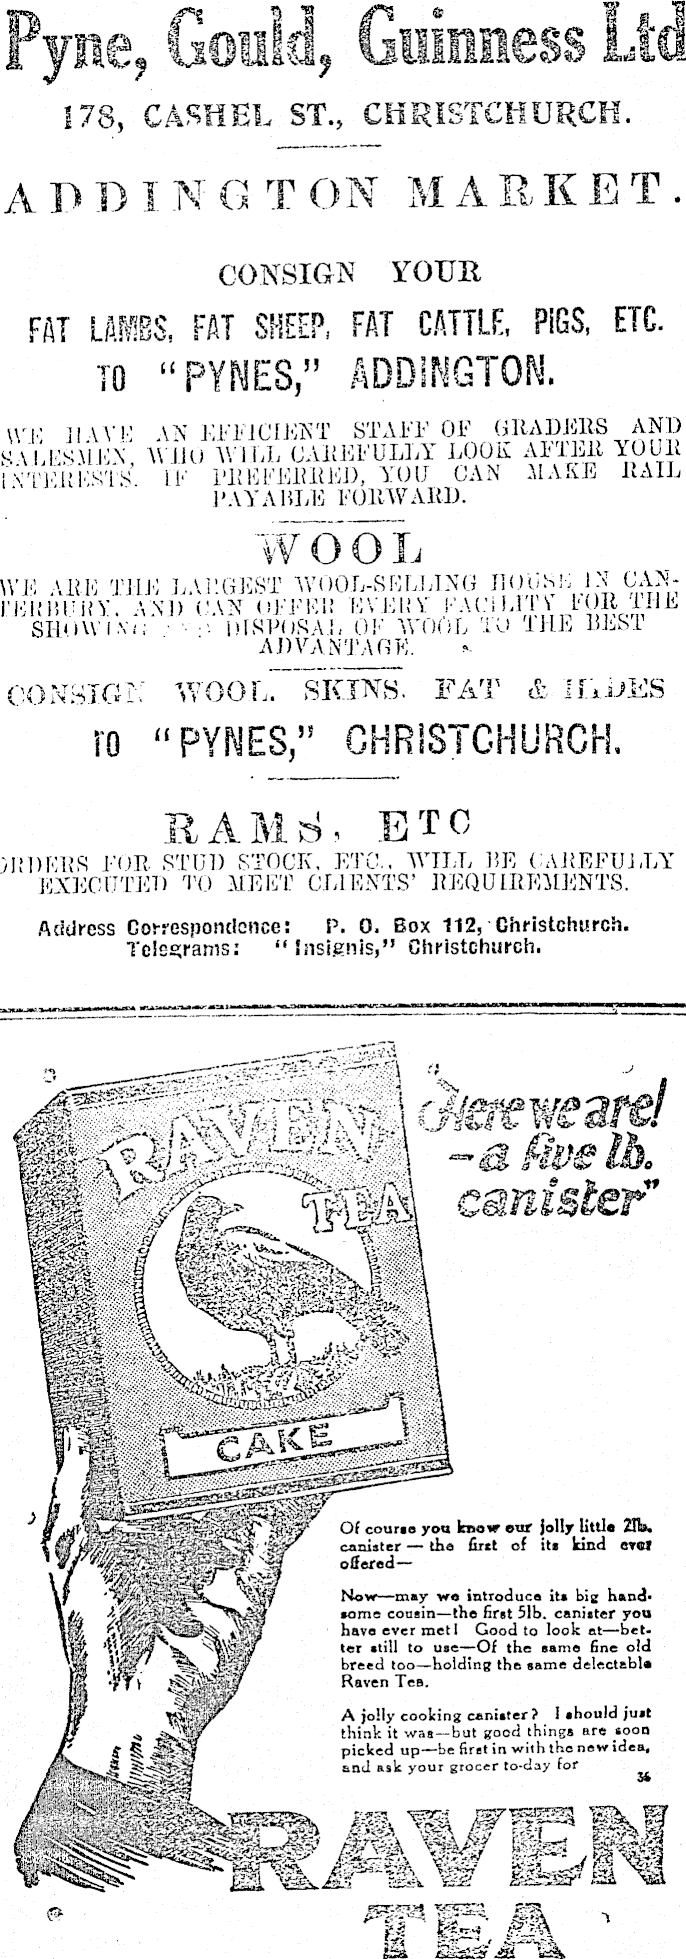 Pyne, Gould, Guinness Ltd
178, CASHEL ST., CHRISTCHURCH.
ADDINGTON MARKET.
CONSIGN YOUR
FAT LAMBS, FAT SHEEP, FAT CATTLE, PIGS, ETC.
TO "PYNES," ADDINGTON.
WE HAVE AN EFFICIENT STAFF OF GRADERS AND
SALESMEN, WHO WILL CAREFULLY LOOK AFTER YOUR
INTERESTS. IF PREFERRED, YOU CAN MAKE RAIL
PAYABLE FORWARD.
WOOL
WE ARE THE LARGEST WOOL-SELLING HOUSE IN CAN-
TERBURY, AND CAN OFFER EVERY FACILITY FOR THE
SHOWING DISPOSAL OF WOOL TO THE BEST
ADVANTAGE.
CONSIGN WOOL, SKINS, FAT & HIDES
TO "PYNES," CHRISTCHURCH.
RAMS, ETC
ORDERS FOR STUD STOCK, ETC., WILL BE CAREFULLY
EXECUTED TO MEET CLIENTS' REQUIREMENTS.
Address Correspondence: P. O. Box 112, Christchurch.
Telegrams: "Insignis," Christchurch.
RAVEN
TEA
CAKE
"Here we are!
- a five lb.
canister"
Of course you know our jolly little 2lb.
canister — the first of its kind ever
offered—
Now—may we introduce its big hand-
some cousin—the first 5lb. canister you
have ever met! Good to look at—bet-
ter still to use—Of the same fine old
breed too—holding the same delectable
Raven Tea.
A jolly cooking canister? I should just
think it was—but good things are soon
picked up—be first in with the new idea,
and ask your grocer to-day for
36
RAVEN
TEA